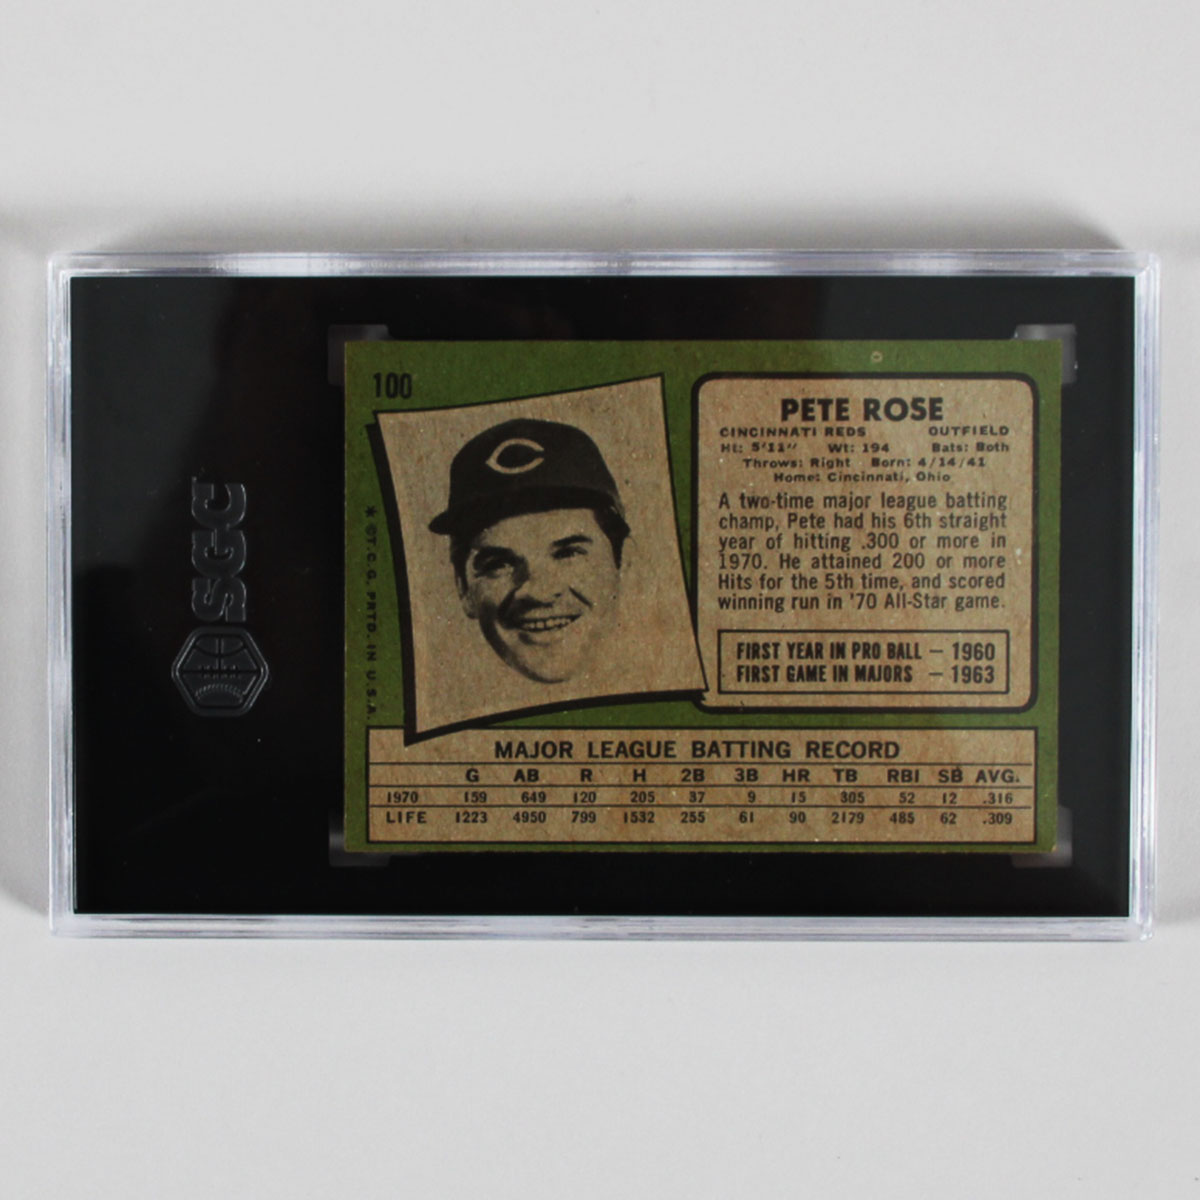 SGC
100
* ©T.C.G. PRTD. IN U.S.A.
PETE ROSE
CINCINNATI REDS OUTFIELD
Ht: 5'11" Wt: 194 Bats: Both
Throws: Right Born: 4/14/41
Home: Cincinnati, Ohio
A two-time major league batting
champ, Pete had his 6th straight
year of hitting .300 or more in
1970. He attained 200 or more
Hits for the 5th time, and scored
winning run in '70 All-Star game.
FIRST YEAR IN PRO BALL — 1960
FIRST GAME IN MAJORS — 1963
MAJOR LEAGUE BATTING RECORD
G AB R H 2B 3B HR TB RBI SB AVG.
1970 159 649 120 205 37 9 15 305 52 12 .316
LIFE 1223 4950 799 1532 255 61 90 2179 485 62 .309